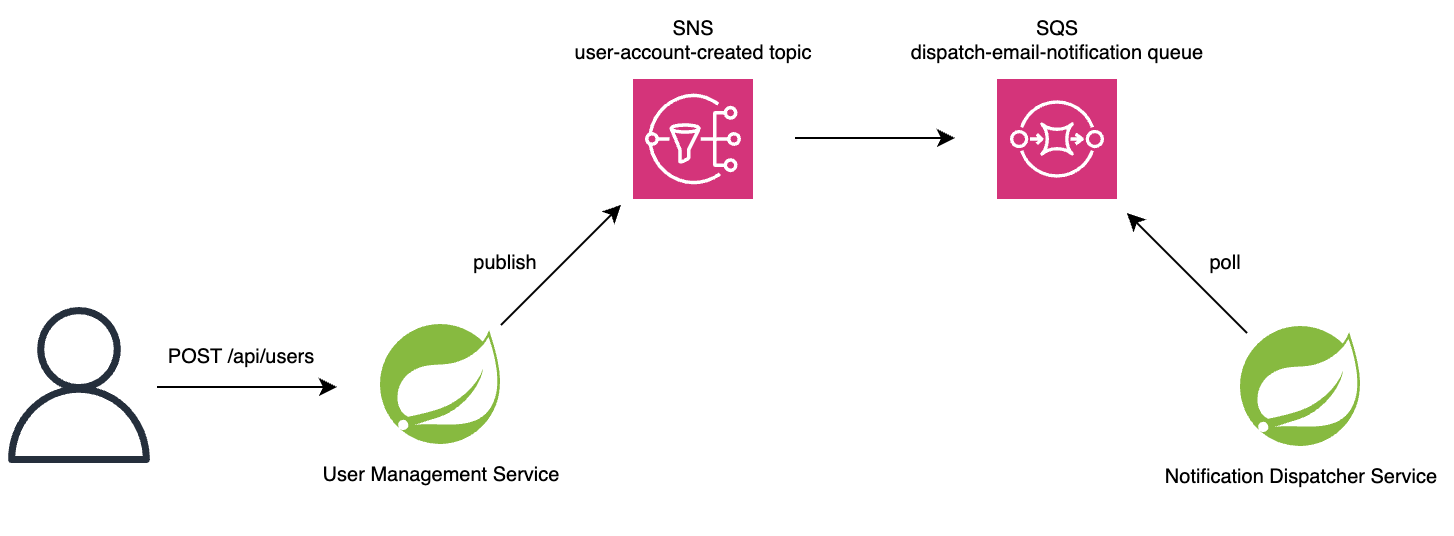 SNS
user-account-created topic
SQS
dispatch-email-notification queue
publish
poll
POST /api/users
User Management Service
Notification Dispatcher Service